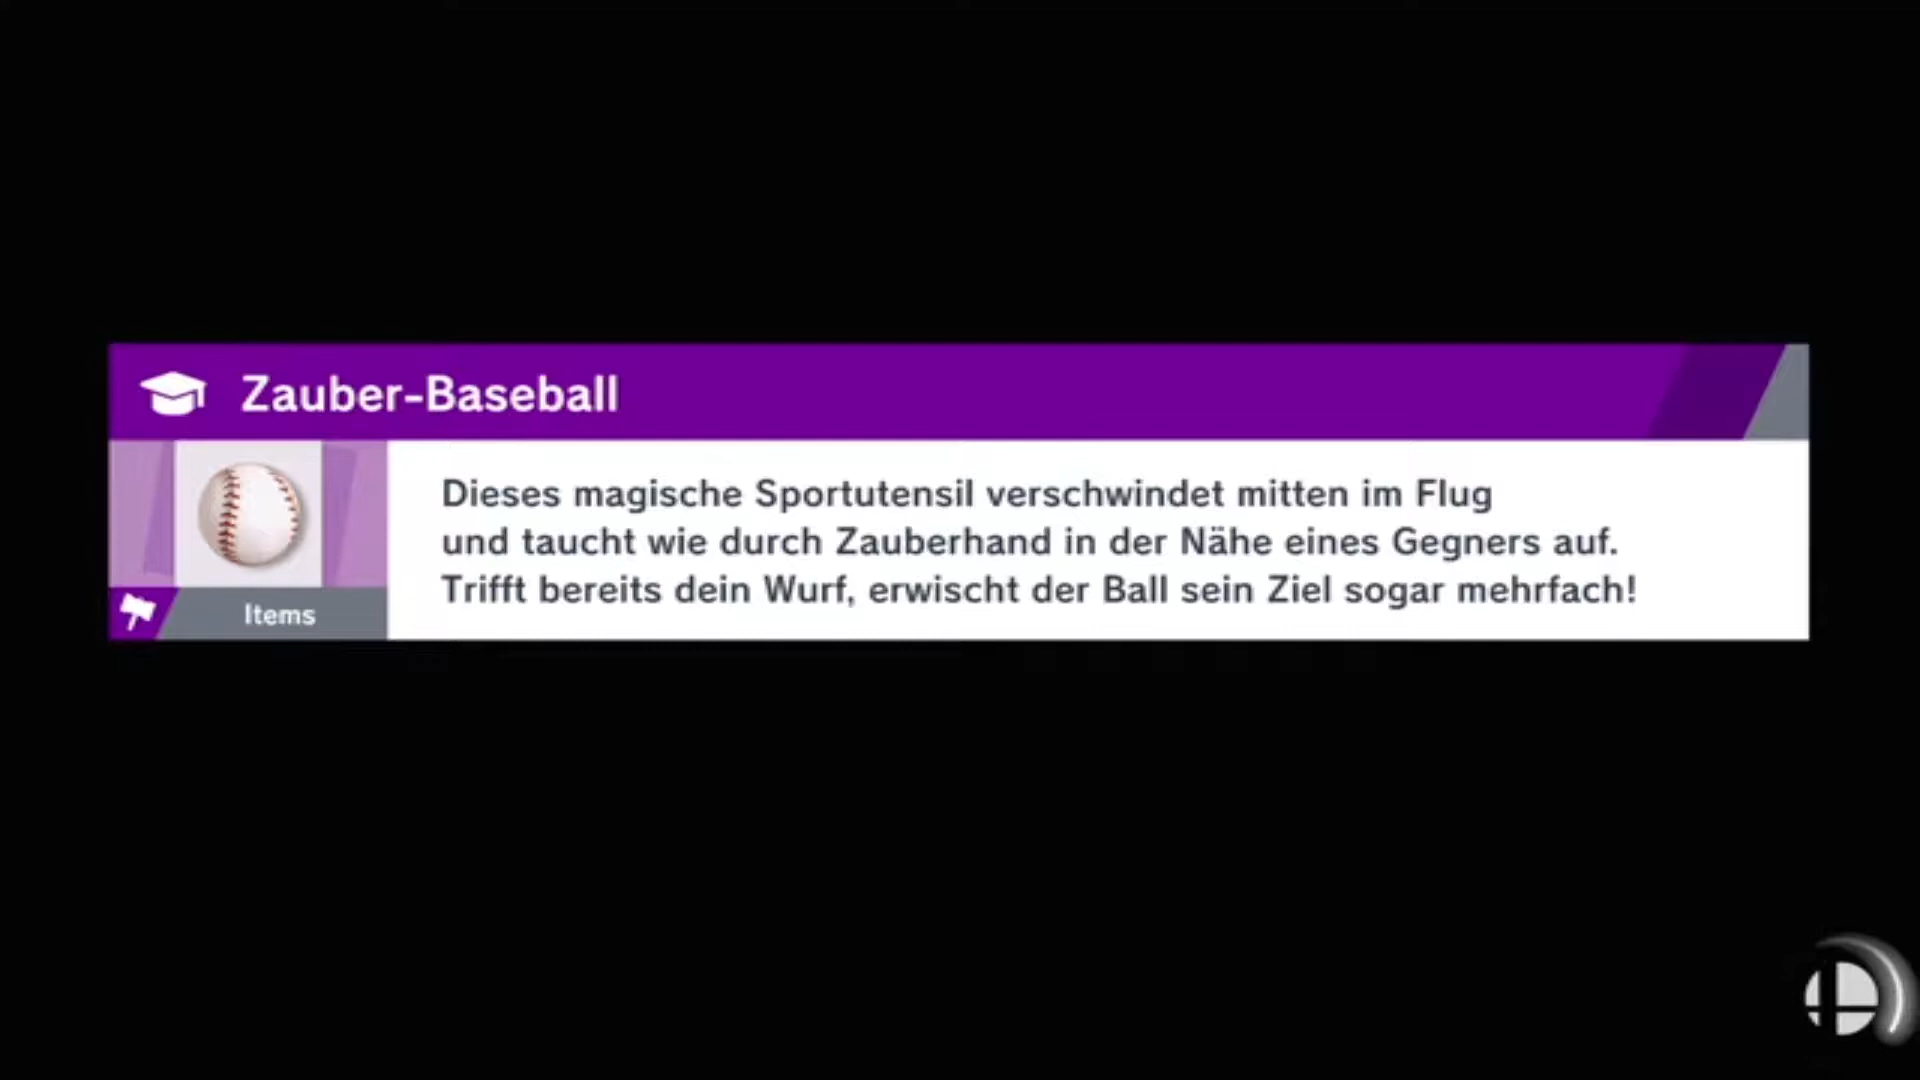 Zauber-Baseball
Dieses magische Sportutensil verschwindet mitten im Flug
und taucht wie durch Zauberhand in der Nähe eines Gegners auf.
Trifft bereits dein Wurf, erwischt der Ball sein Ziel sogar mehrfach!
Items